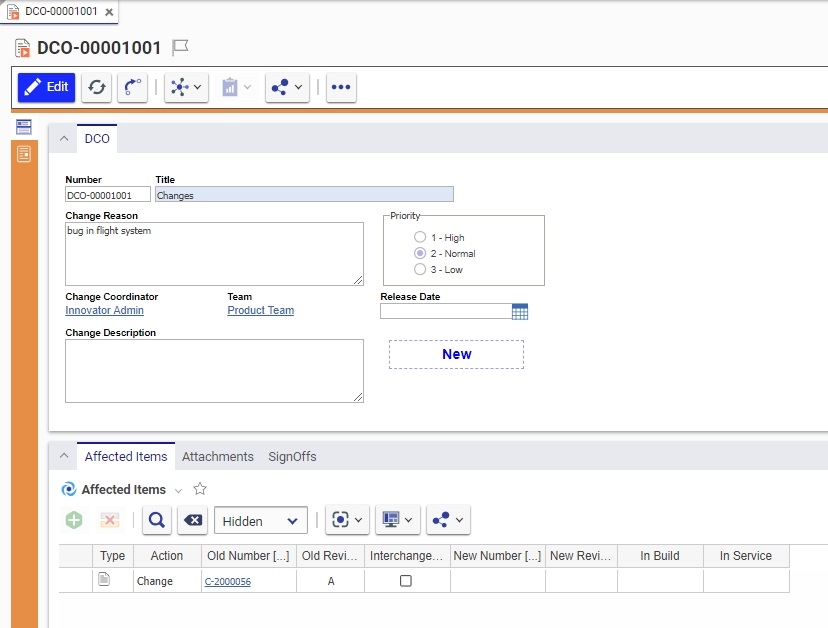 DCO-00001001
DCO-00001001
Edit
DCO
Number Title
DCO-00001001 Changes
Change Reason
bug in flight system
Priority
1 - High
2 - Normal
3 - Low
Change Coordinator Team Release Date
Innovator Admin Product Team
Change Description
New
Affected Items Attachments SignOffs
Affected Items
Hidden
Type Action Old Number [...] Old Revi... Interchange... New Number [...] New Revi... In Build In Service
Change C-2000056 A